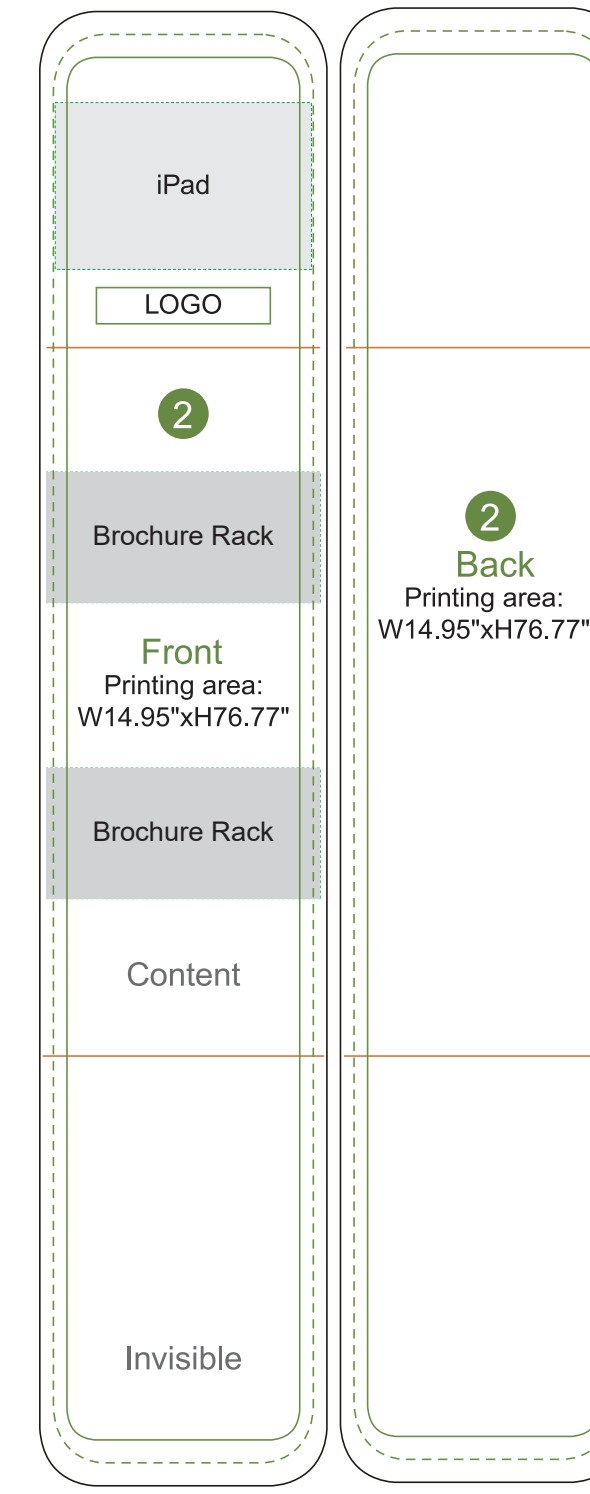 iPad
LOGO
2
Brochure Rack
Front
Printing area:
W14.95"xH76.77"
Brochure Rack
Content
Invisible
2
Back
Printing area:
W14.95"xH76.77"